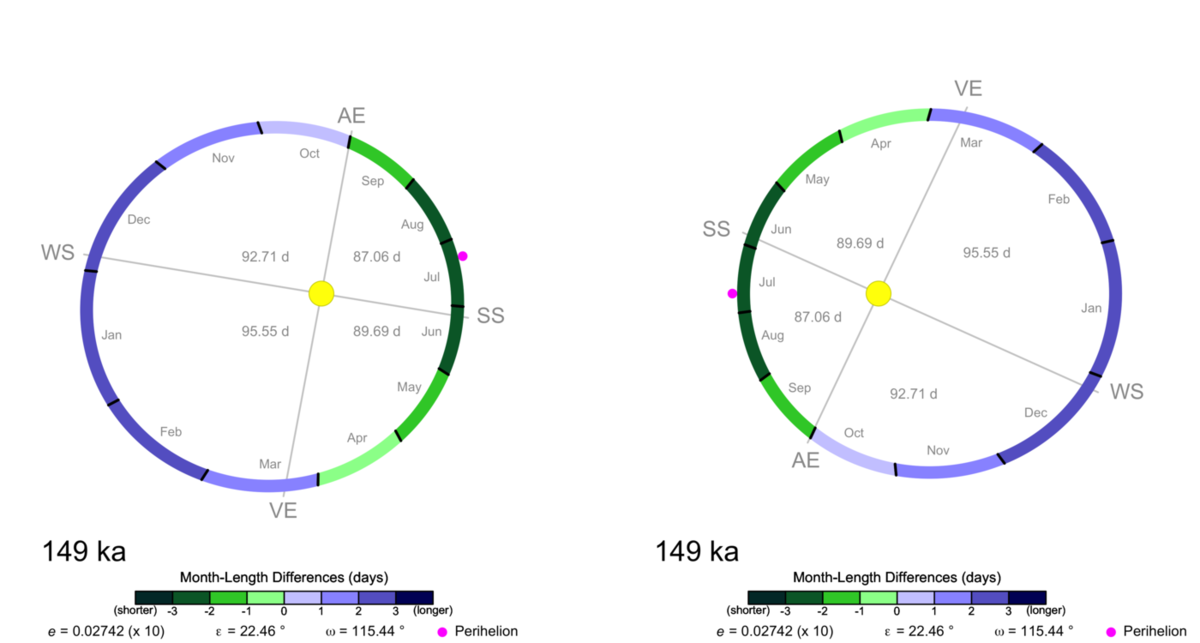 AE
Nov
Oct
Sep
Dec
Aug
WS
92.71 d
87.06 d
Jul
SS
95.55 d
89.69 d
Jun
Jan
May
Feb
Apr
Mar
VE
149 ka
Month-Length Differences (days)
(shorter) -3 -2 -1 0 1 2 3 (longer)
e = 0.02742 (x 10) ε = 22.46 ° ω = 115.44 ° Perihelion
VE
Apr
Mar
May
Feb
SS
Jun
89.69 d
95.55 d
Jul
87.06 d
Jan
Aug
Sep
92.71 d
WS
Dec
Oct
Nov
AE
149 ka
Month-Length Differences (days)
(shorter) -3 -2 -1 0 1 2 3 (longer)
e = 0.02742 (x 10) ε = 22.46 ° ω = 115.44 ° Perihelion